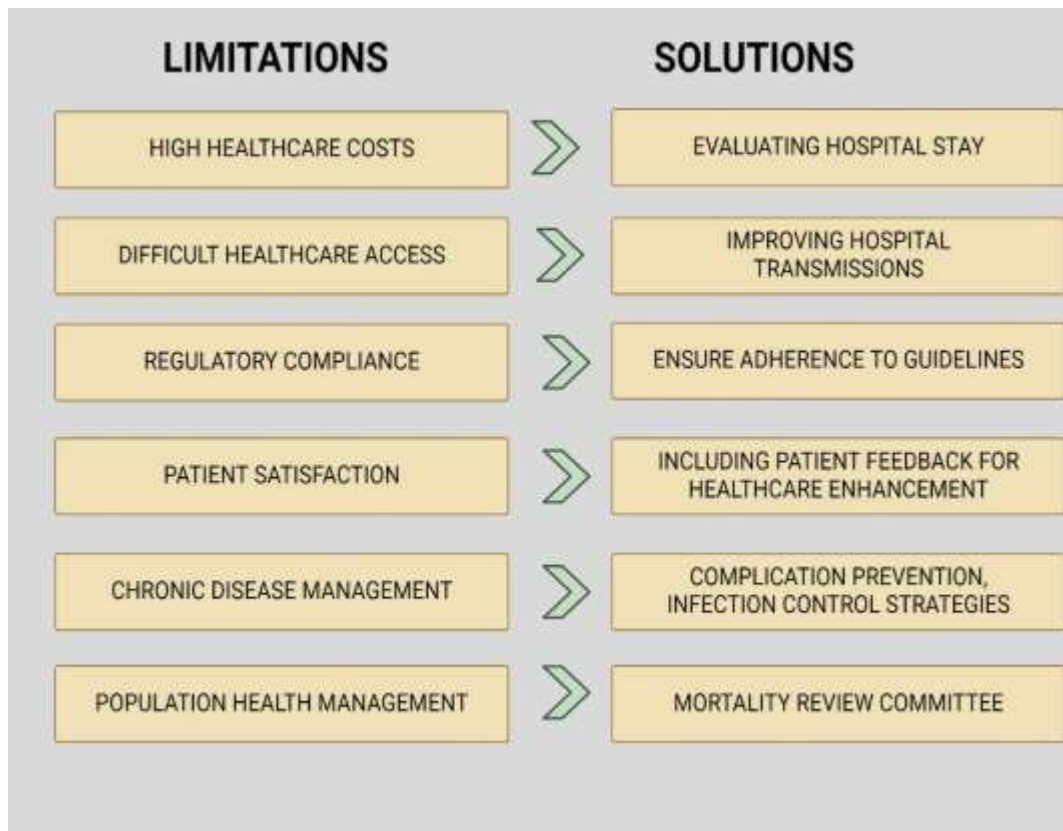 LIMITATIONS
SOLUTIONS
HIGH HEALTHCARE COSTS
EVALUATING HOSPITAL STAY
DIFFICULT HEALTHCARE ACCESS
IMPROVING HOSPITAL
TRANSMISSIONS
REGULATORY COMPLIANCE
ENSURE ADHERENCE TO GUIDELINES
PATIENT SATISFACTION
INCLUDING PATIENT FEEDBACK FOR
HEALTHCARE ENHANCEMENT
CHRONIC DISEASE MANAGEMENT
COMPLICATION PREVENTION,
INFECTION CONTROL STRATEGIES
POPULATION HEALTH MANAGEMENT
MORTALITY REVIEW COMMITTEE